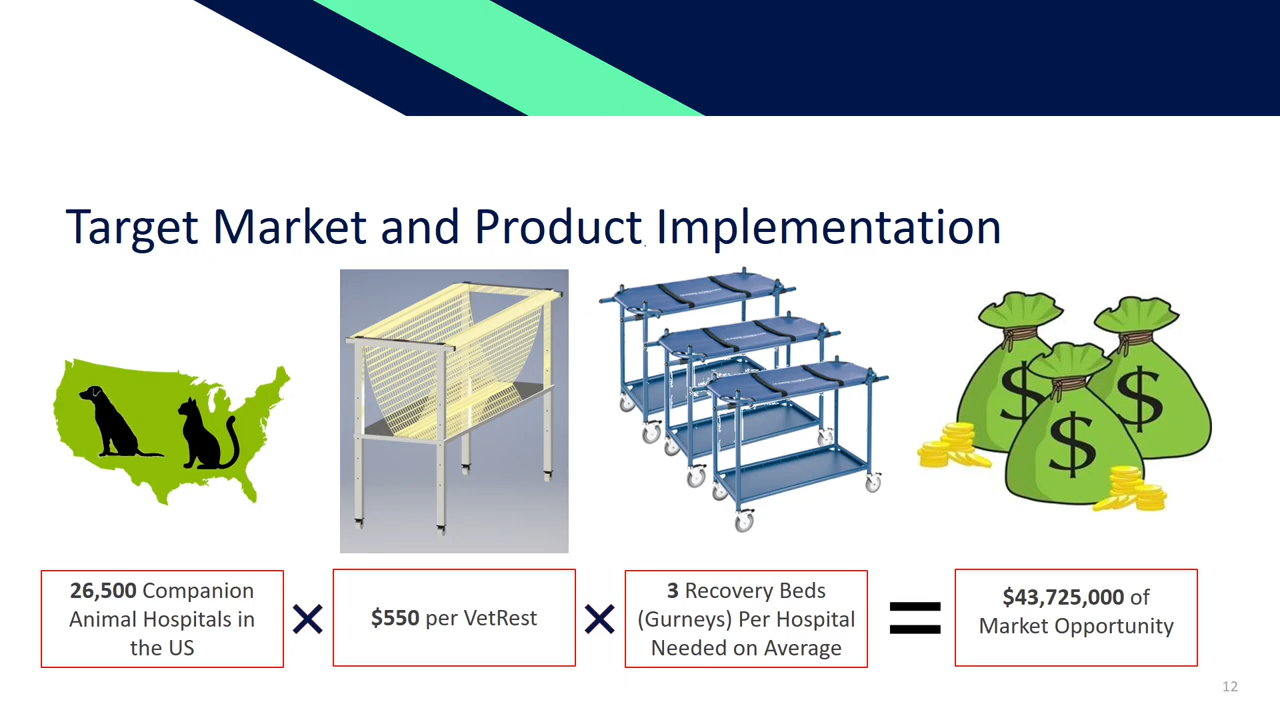 Target Market and Product Implementation
$
$
$
26,500 Companion
Animal Hospitals in
the US
×
$550 per VetRest
×
3 Recovery Beds
(Gurneys) Per Hospital
Needed on Average
=
$43,725,000 of
Market Opportunity
12